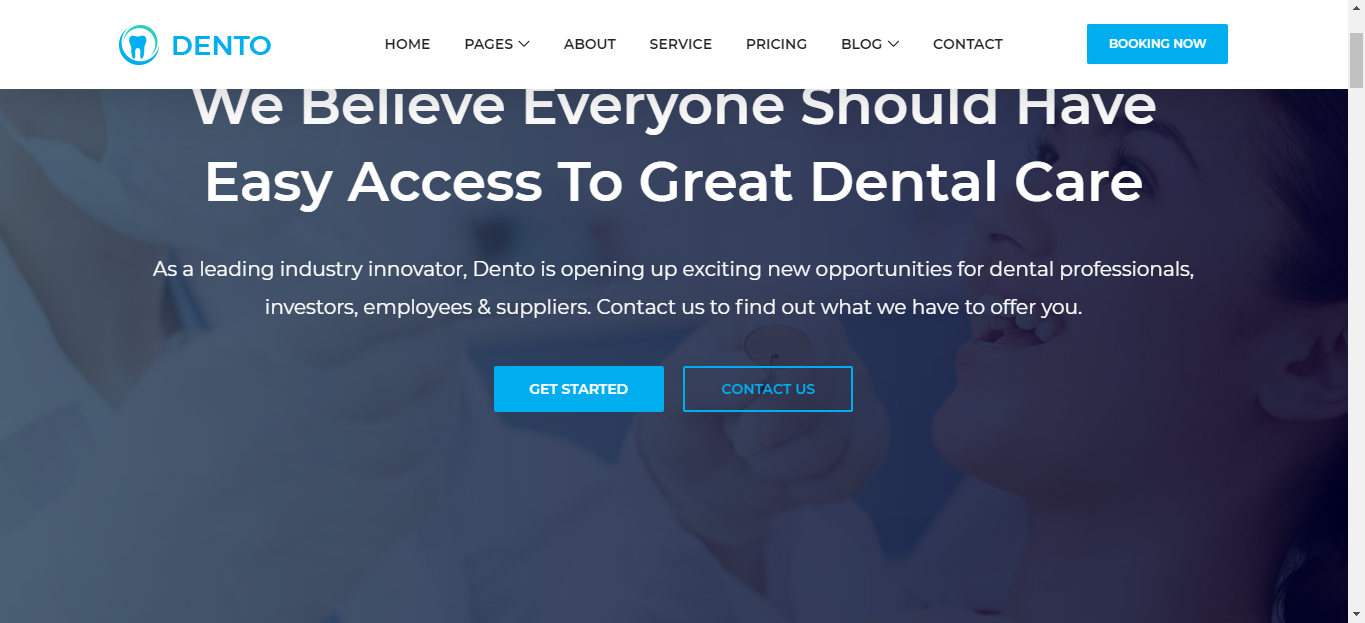 DENTO
HOME PAGES ABOUT SERVICE PRICING BLOG CONTACT
BOOKING NOW
We Believe Everyone Should Have
Easy Access To Great Dental Care
As a leading industry innovator, Dento is opening up exciting new opportunities for dental professionals,
investors, employees & suppliers. Contact us to find out what we have to offer you.
GET STARTED
CONTACT US